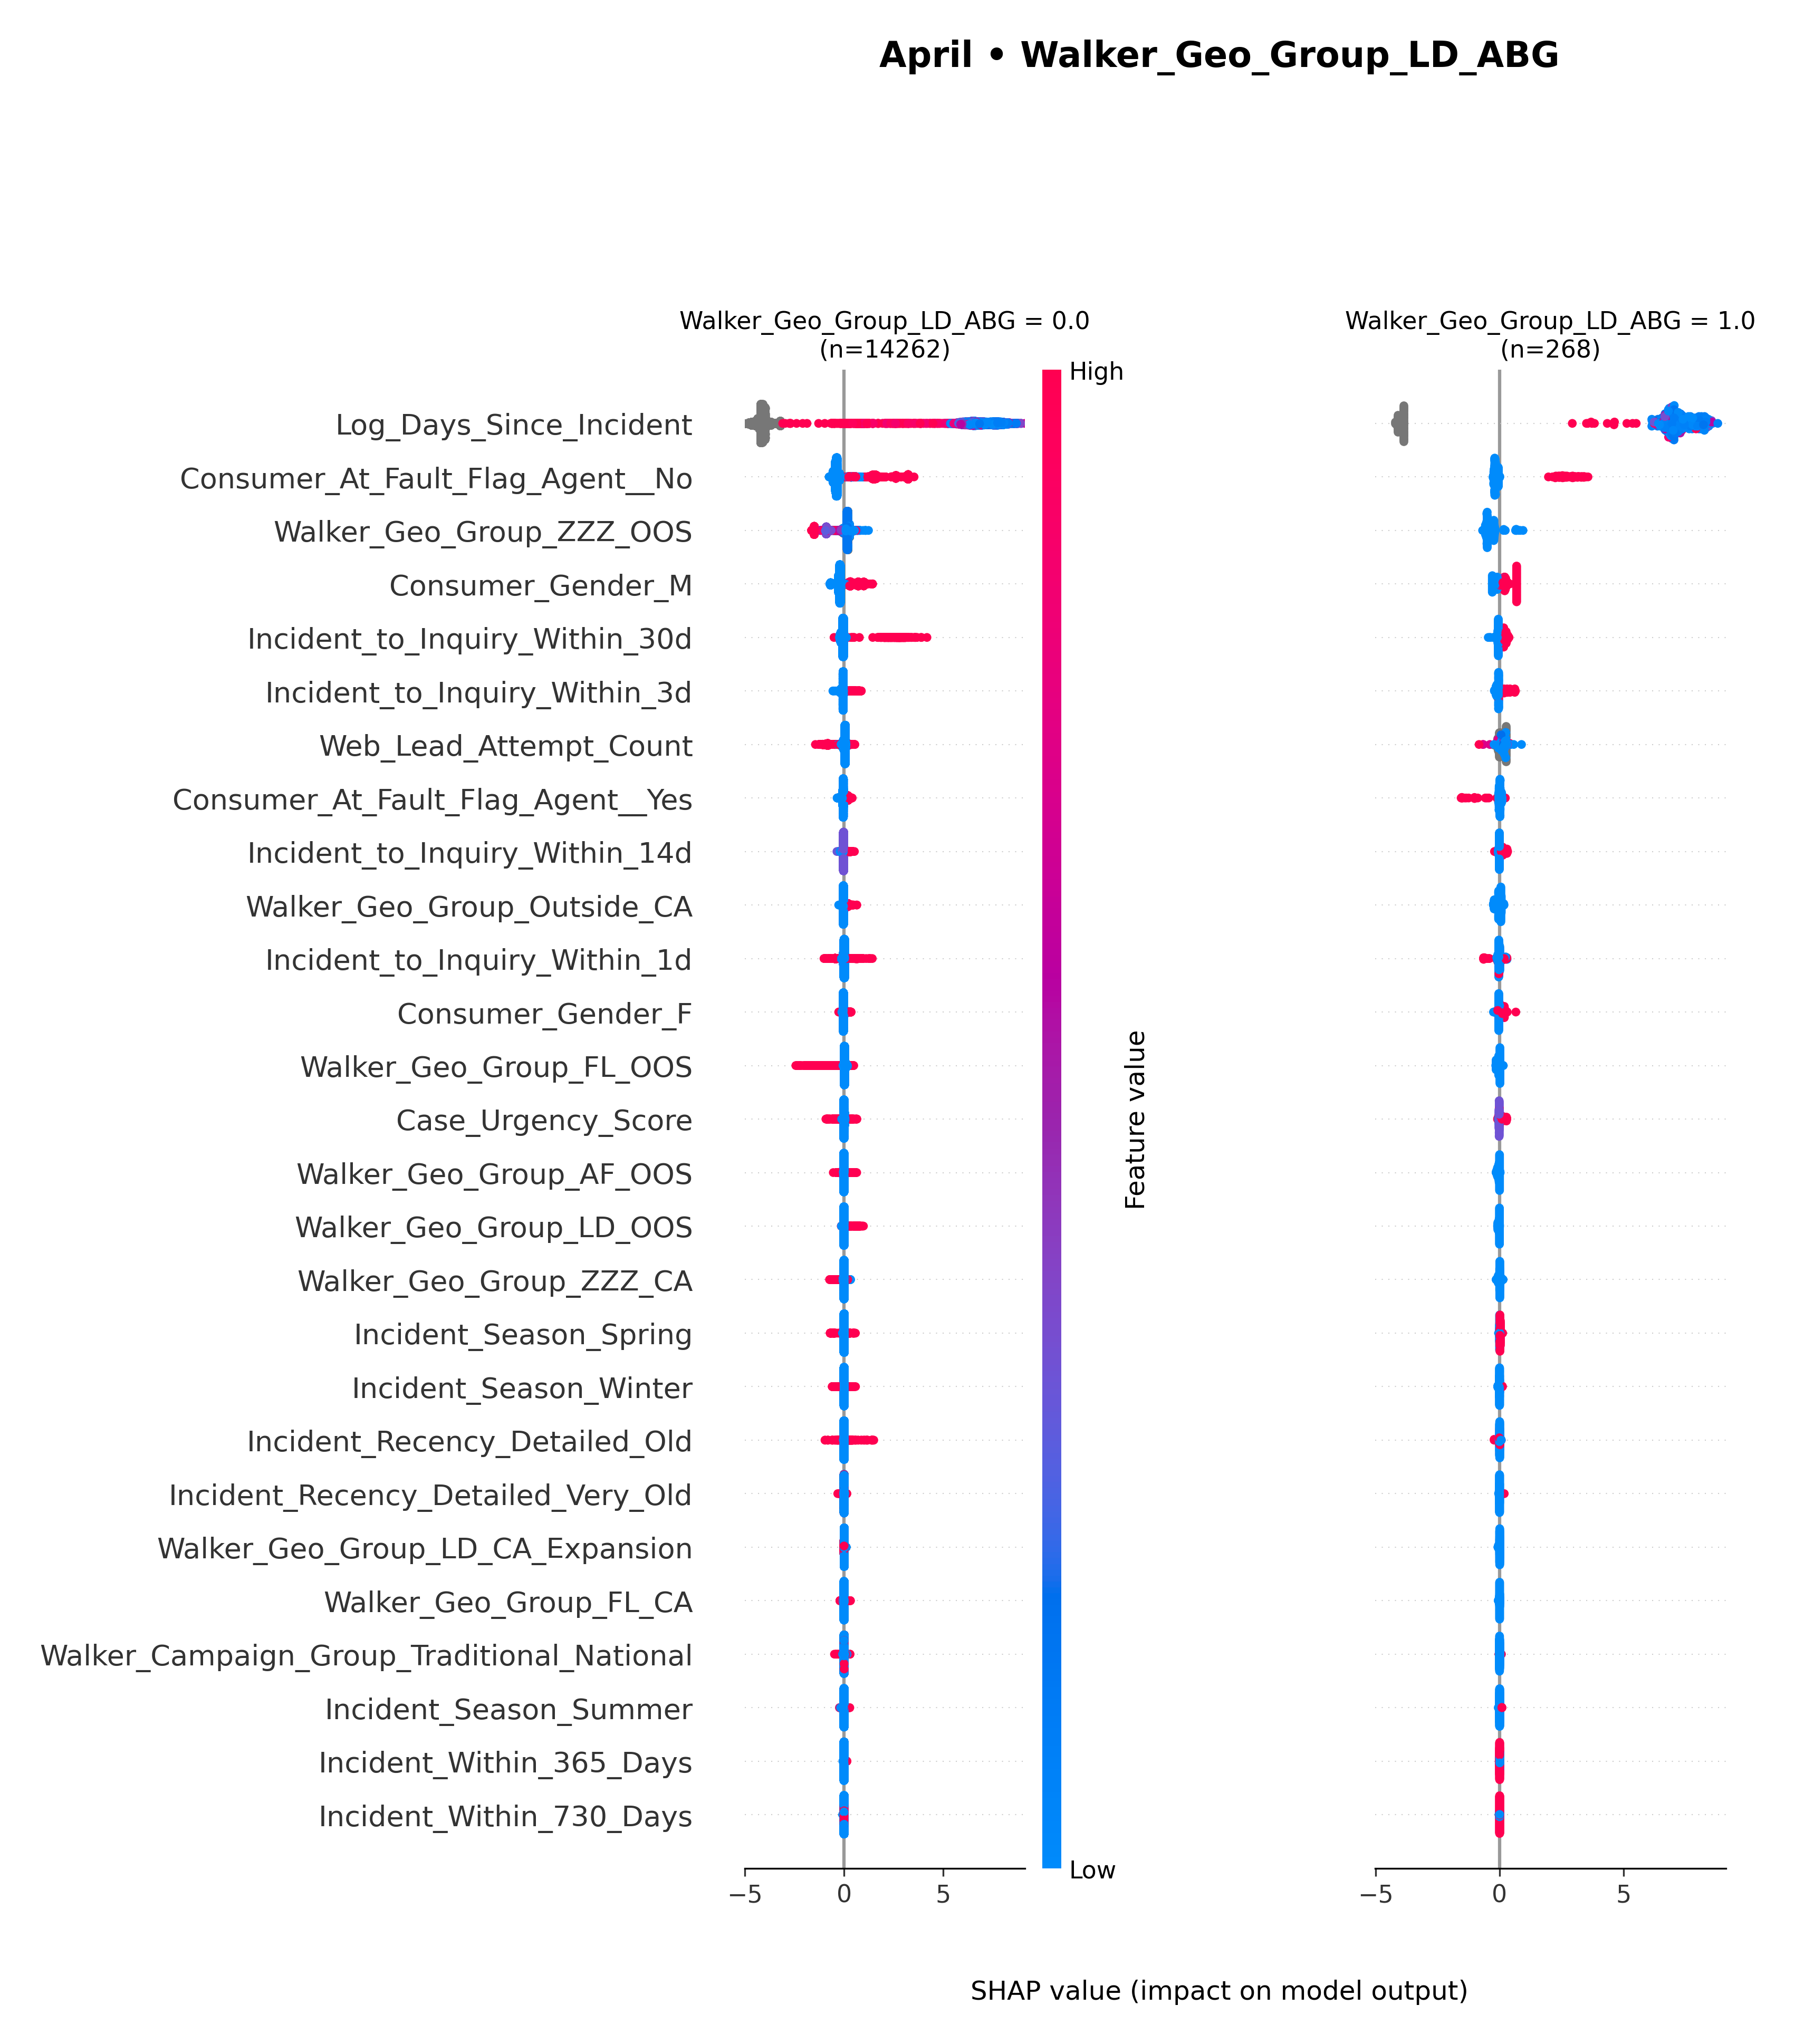 April • Walker_Geo_Group_LD_ABG
Walker_Geo_Group_LD_ABG = 0.0
(n=14262)
Walker_Geo_Group_LD_ABG = 1.0
(n=268)
High
Log_Days_Since_Incident
Consumer_At_Fault_Flag_Agent__No
Walker_Geo_Group_ZZZ_OOS
Consumer_Gender_M
Incident_to_Inquiry_Within_30d
Incident_to_Inquiry_Within_3d
Web_Lead_Attempt_Count
Consumer_At_Fault_Flag_Agent__Yes
Incident_to_Inquiry_Within_14d
Walker_Geo_Group_Outside_CA
Incident_to_Inquiry_Within_1d
Consumer_Gender_F
Walker_Geo_Group_FL_OOS
Case_Urgency_Score
Walker_Geo_Group_AF_OOS
Walker_Geo_Group_LD_OOS
Walker_Geo_Group_ZZZ_CA
Incident_Season_Spring
Incident_Season_Winter
Incident_Recency_Detailed_Old
Incident_Recency_Detailed_Very_Old
Walker_Geo_Group_LD_CA_Expansion
Walker_Geo_Group_FL_CA
Walker_Campaign_Group_Traditional_National
Incident_Season_Summer
Incident_Within_365_Days
Incident_Within_730_Days
Feature value
Low
−5 0 5
−5 0 5
SHAP value (impact on model output)